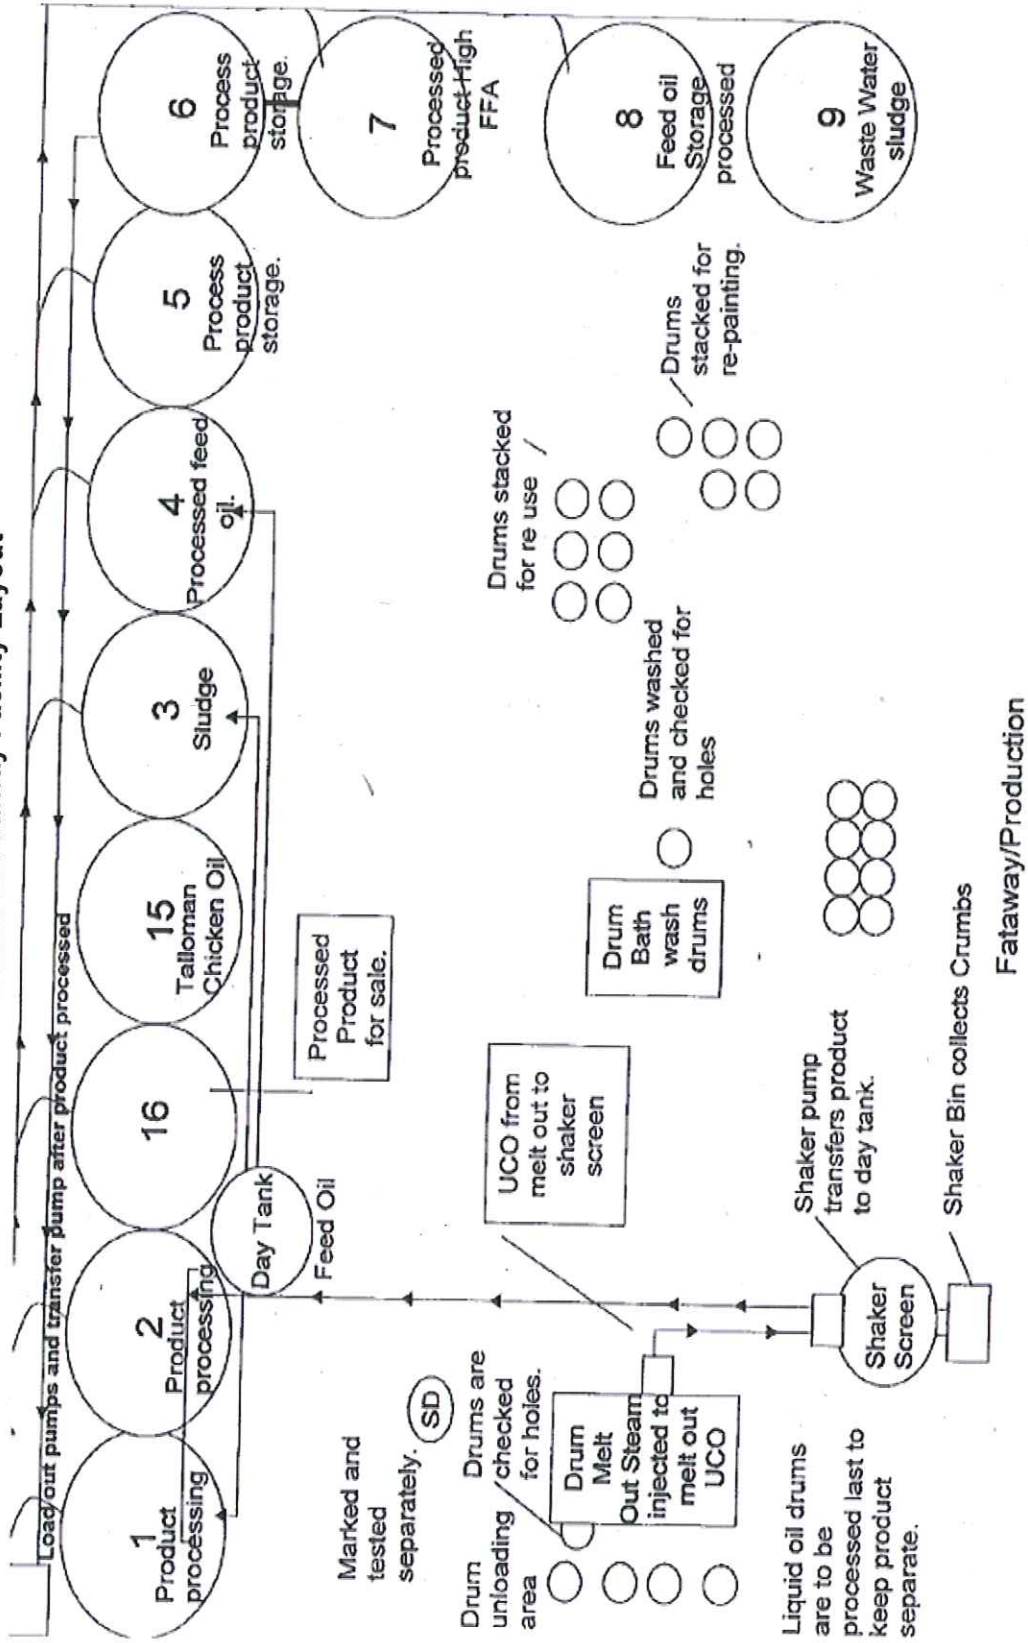 Facility Layout
Load out pumps and transfer pump after product processed
1
Product
processing
2
Product
processing
16
15
Talloman
Chicken Oil
3
Sludge
4
Processed feed
oil.
5
Process
product
storage.
6
Process
product
storage.
7
Processed
product High
FFA
8
Feed oil
Storage
processed
9
Waste Water
sludge
Day Tank
Feed Oil
Processed
Product
for sale.
Marked and
tested
separately.
SD
Drum
unloading
area
Drums are
checked
for holes.
Drum
Melt
Out Steam
injected to
melt out
UCO
UCO from
melt out to
shaker
screen
Drum
Bath
wash
drums
Drums washed
and checked for
holes
Drums stacked
for re use
Drums
stacked for
re-painting.
Liquid oil drums
are to be
processed last to
keep product
separate.
Shaker
Screen
Shaker pump
transfers product
to day tank.
Shaker Bin collects Crumbs
Fataway/Production